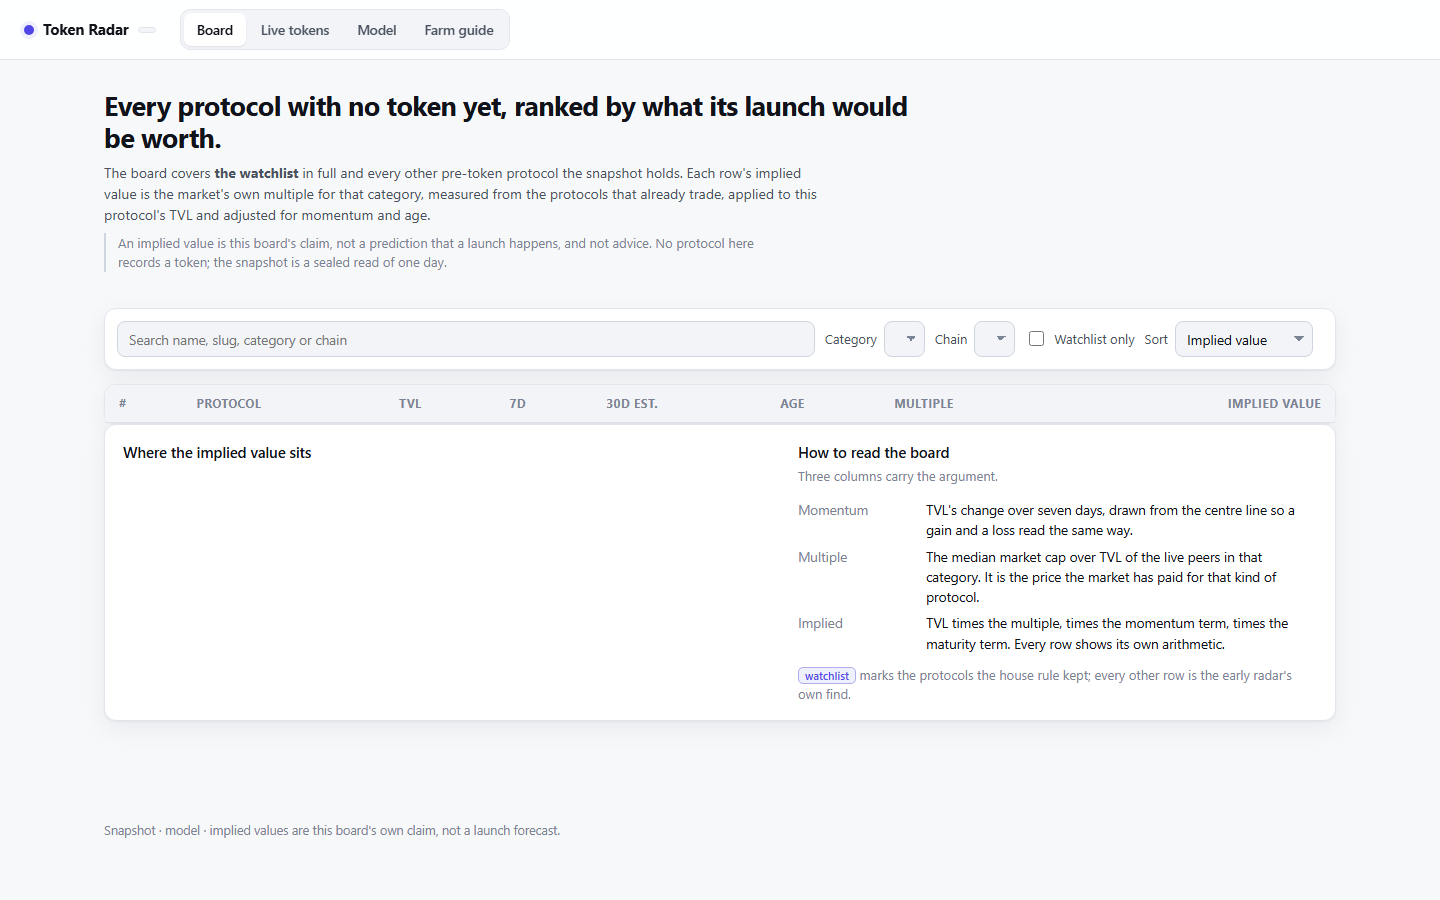 Token Radar
Board
Live tokens
Model
Farm guide
Every protocol with no token yet, ranked by what its launch would
be worth.
The board covers the watchlist in full and every other pre-token protocol the snapshot holds. Each row's implied
value is the market's own multiple for that category, measured from the protocols that already trade, applied to this
protocol's TVL and adjusted for momentum and age.
An implied value is this board's claim, not a prediction that a launch happens, and not advice. No protocol here
records a token; the snapshot is a sealed read of one day.
Search name, slug, category or chain
Category
Chain
Watchlist only
Sort
Implied value
# PROTOCOL TVL 7D 30D EST. AGE MULTIPLE IMPLIED VALUE
Where the implied value sits
How to read the board
Three columns carry the argument.
Momentum
TVL's change over seven days, drawn from the centre line so a
gain and a loss read the same way.
Multiple
The median market cap over TVL of the live peers in that
category. It is the price the market has paid for that kind of
protocol.
Implied
TVL times the multiple, times the momentum term, times the
maturity term. Every row shows its own arithmetic.
watchlist marks the protocols the house rule kept; every other row is the early radar's
own find.
Snapshot · model · implied values are this board's own claim, not a launch forecast.